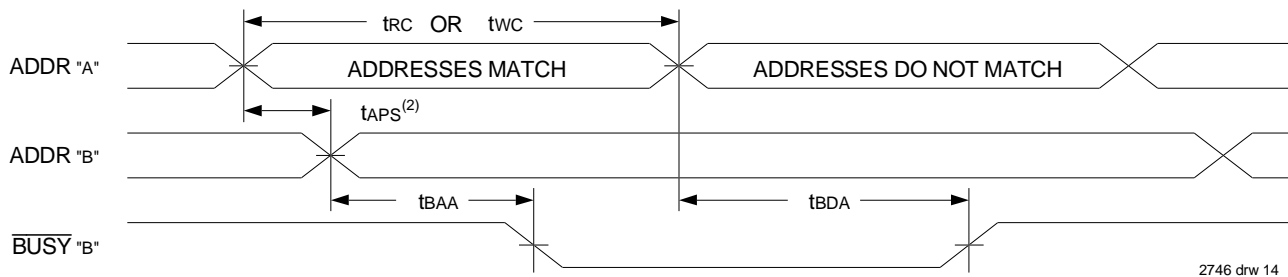 tRC OR tWC
ADDR "A"
ADDRESSES MATCH
ADDRESSES DO NOT MATCH
tAPS(2)
ADDR "B"
tBAA
tBDA
BUSY "B"
2746 drw 14